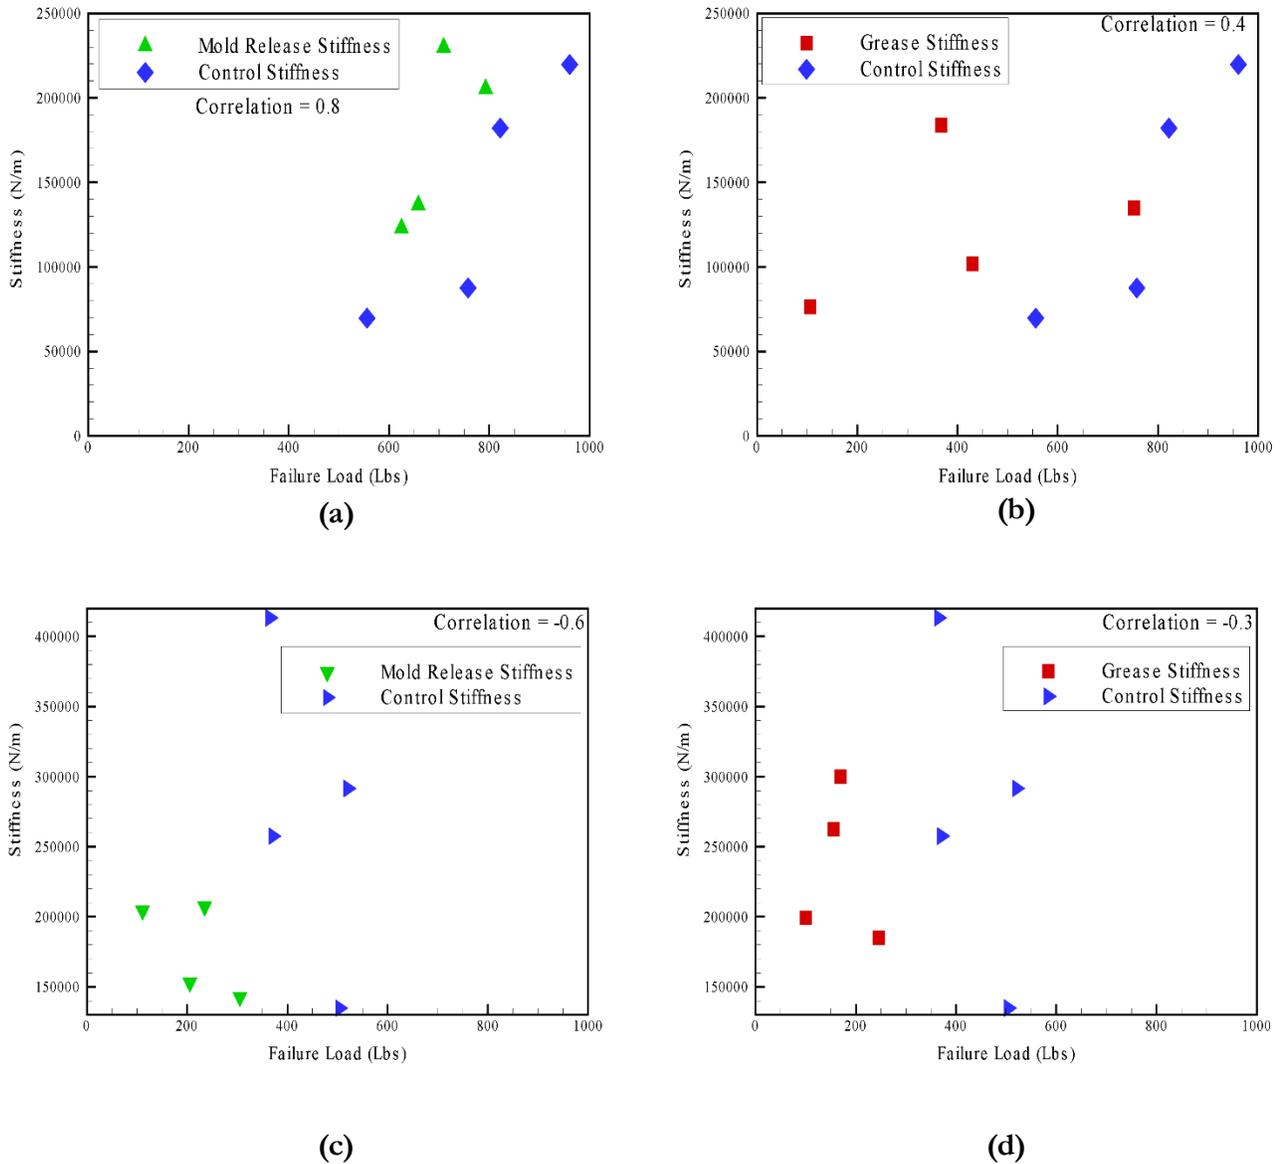 250000
200000
150000
100000
50000
0
Stiffness (N/m)
Mold Release Stiffness
Control Stiffness
Correlation = 0.8
0 200 400 600 800 1000
Failure Load (Lbs)
(a)
250000
200000
150000
100000
50000
0
Stiffness (N/m)
Correlation = 0.4
Grease Stiffness
Control Stiffness
0 200 400 600 800 1000
Failure Load (Lbs)
(b)
400000
350000
300000
250000
200000
150000
Stiffness (N/m)
Correlation = -0.6
Mold Release Stiffness
Control Stiffness
0 200 400 600 800 1000
Failure Load (Lbs)
(c)
400000
350000
300000
250000
200000
150000
Stiffness (N/m)
Correlation = -0.3
Grease Stiffness
Control Stiffness
0 200 400 600 800 1000
Failure Load (Lbs)
(d)